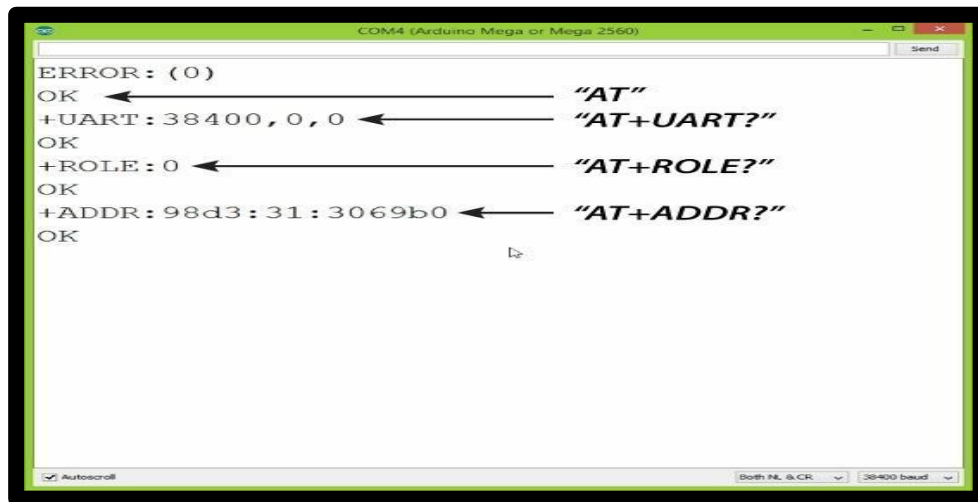 COM4 (Arduino Mega or Mega 2560)
Send
ERROR: (0)
OK "AT"
+UART:38400,0,0 "AT+UART?"
OK
+ROLE:0 "AT+ROLE?"
OK
+ADDR:98d3:31:3069b0 "AT+ADDR?"
OK
Autoscroll Both NL & CR 38400 baud